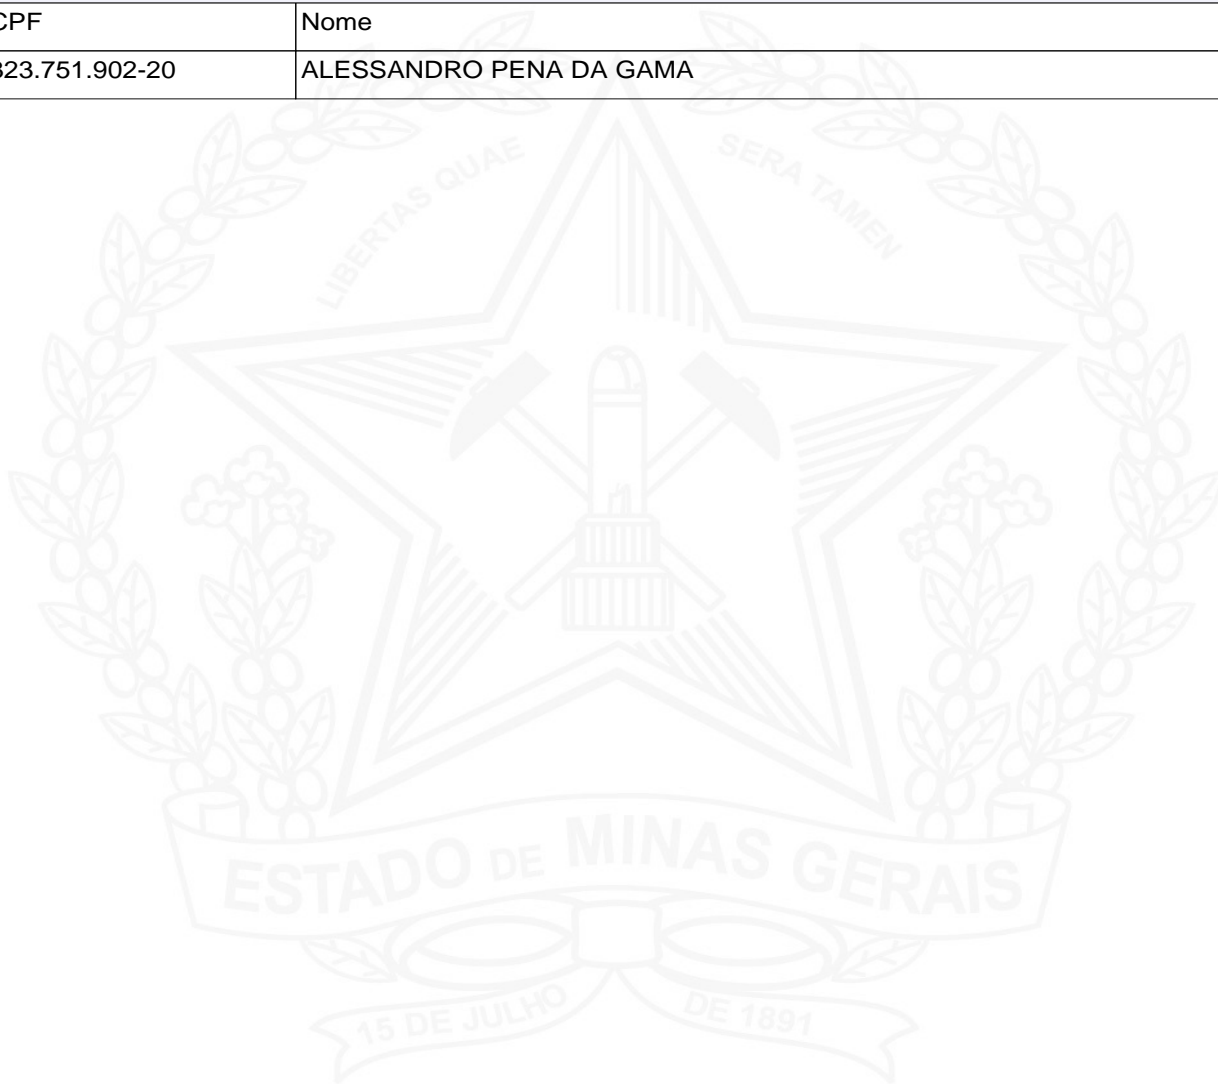 CPF Nome
823.751.902-20 ALESSANDRO PENA DA GAMA
LIBERTAS QUAE SERA TAMEN
ESTADO DE MINAS GERAIS
15 DE JULHO DE 1891